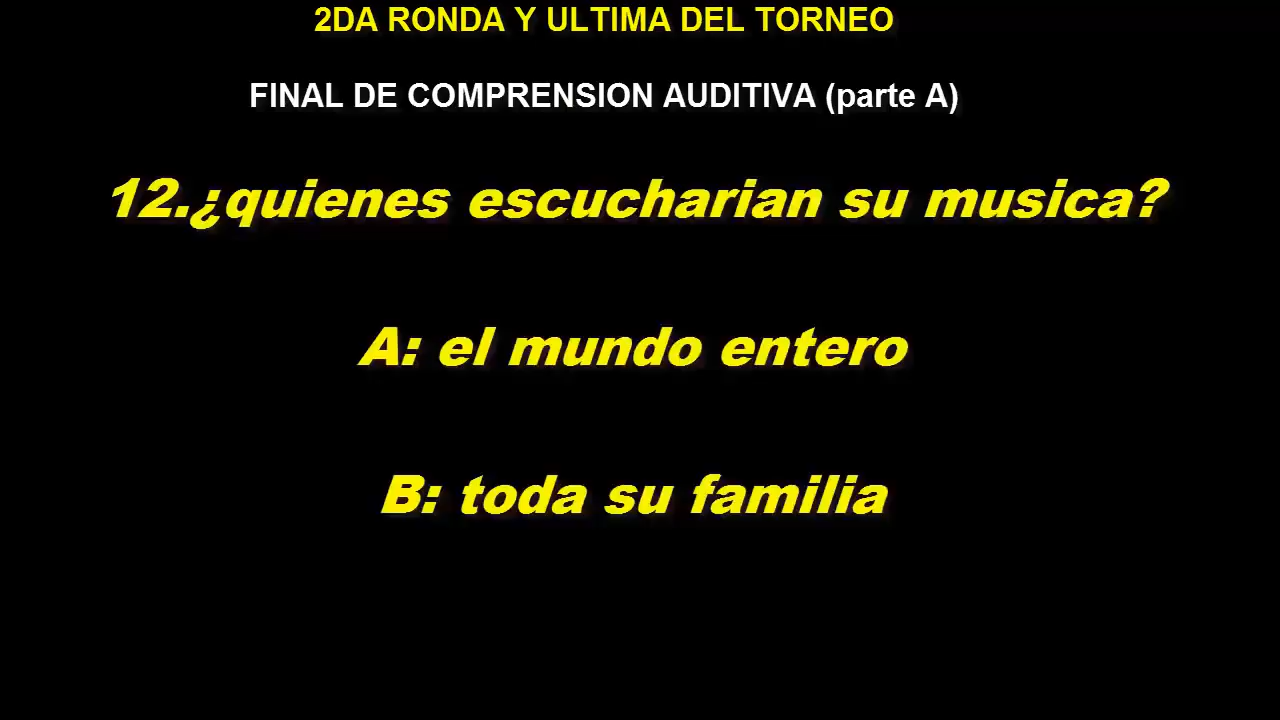 2DA RONDA Y ULTIMA DEL TORNEO
FINAL DE COMPRENSION AUDITIVA (parte A)
12.¿quienes escucharian su musica?
A: el mundo entero
B: toda su familia